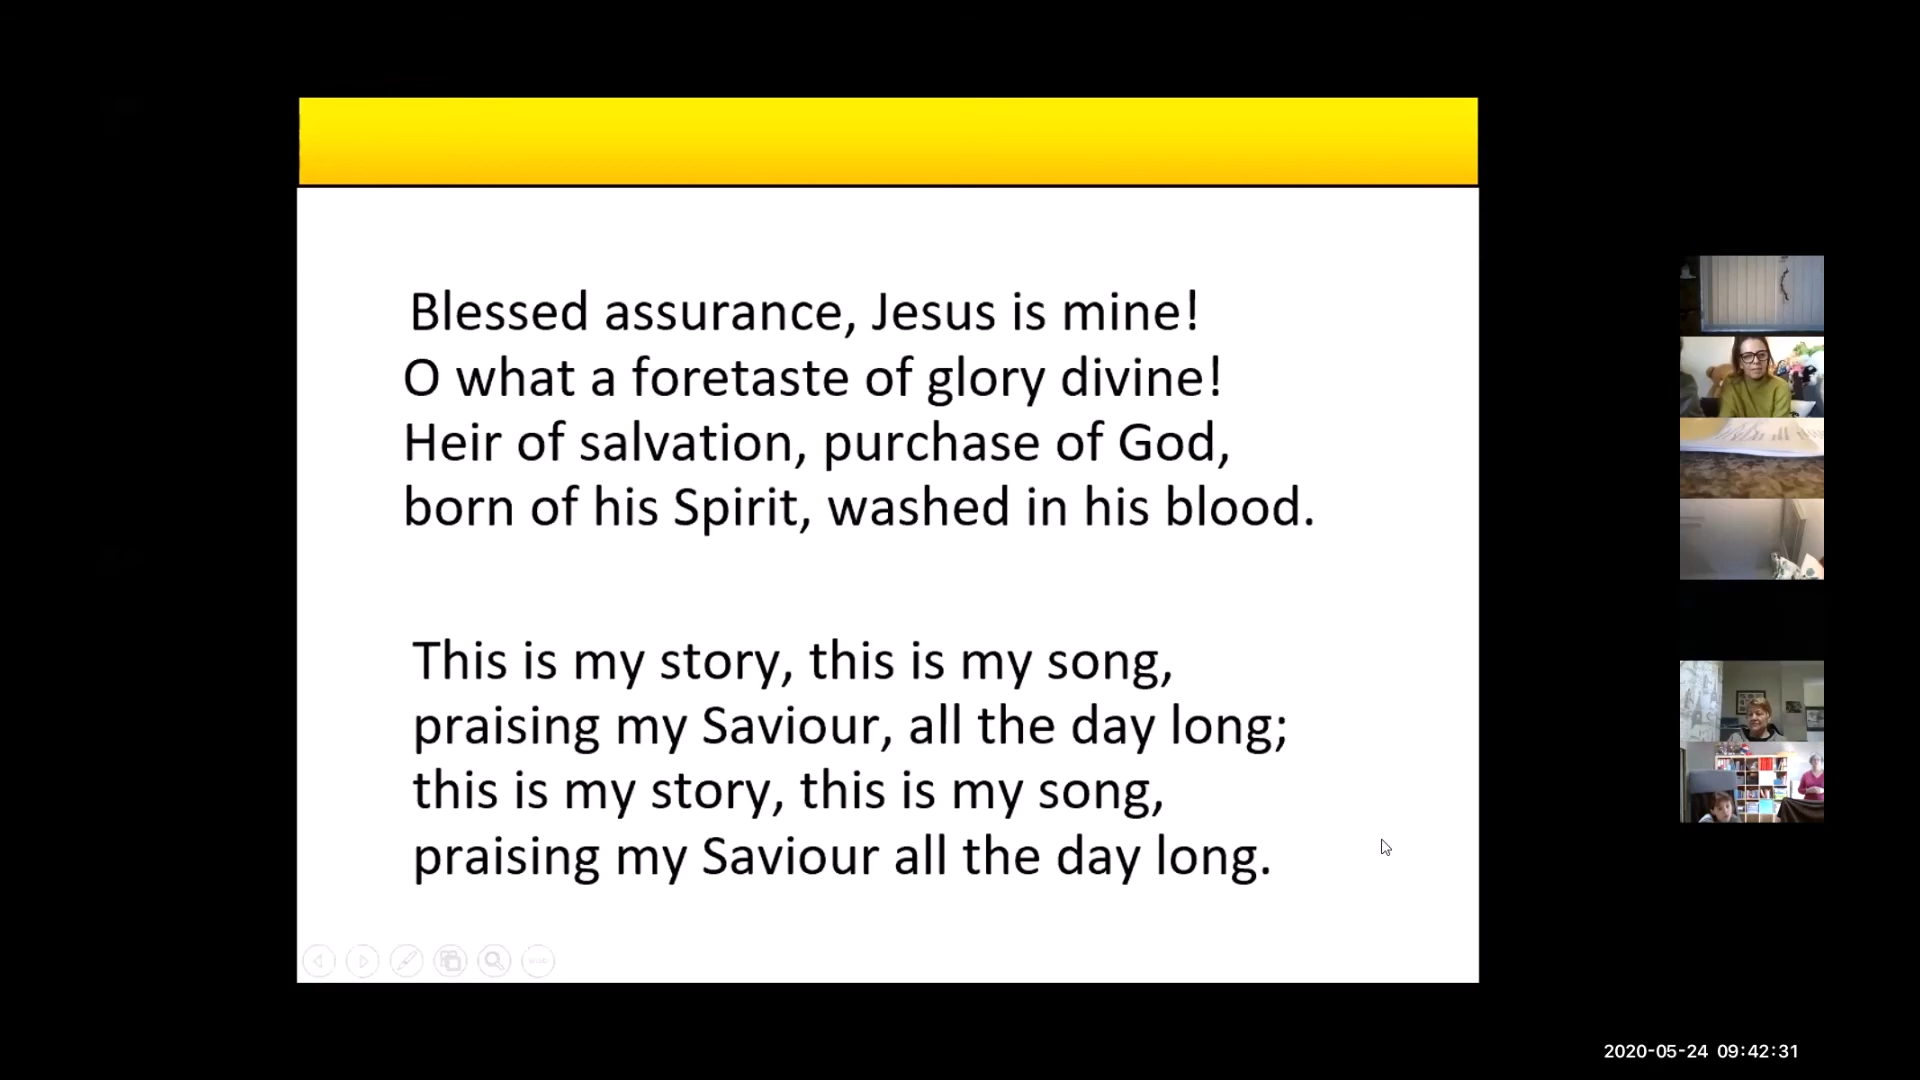 Blessed assurance, Jesus is mine!
O what a foretaste of glory divine!
Heir of salvation, purchase of God,
born of his Spirit, washed in his blood.
This is my story, this is my song,
praising my Saviour, all the day long;
this is my story, this is my song,
praising my Saviour all the day long.
2020-05-24 09:42:31